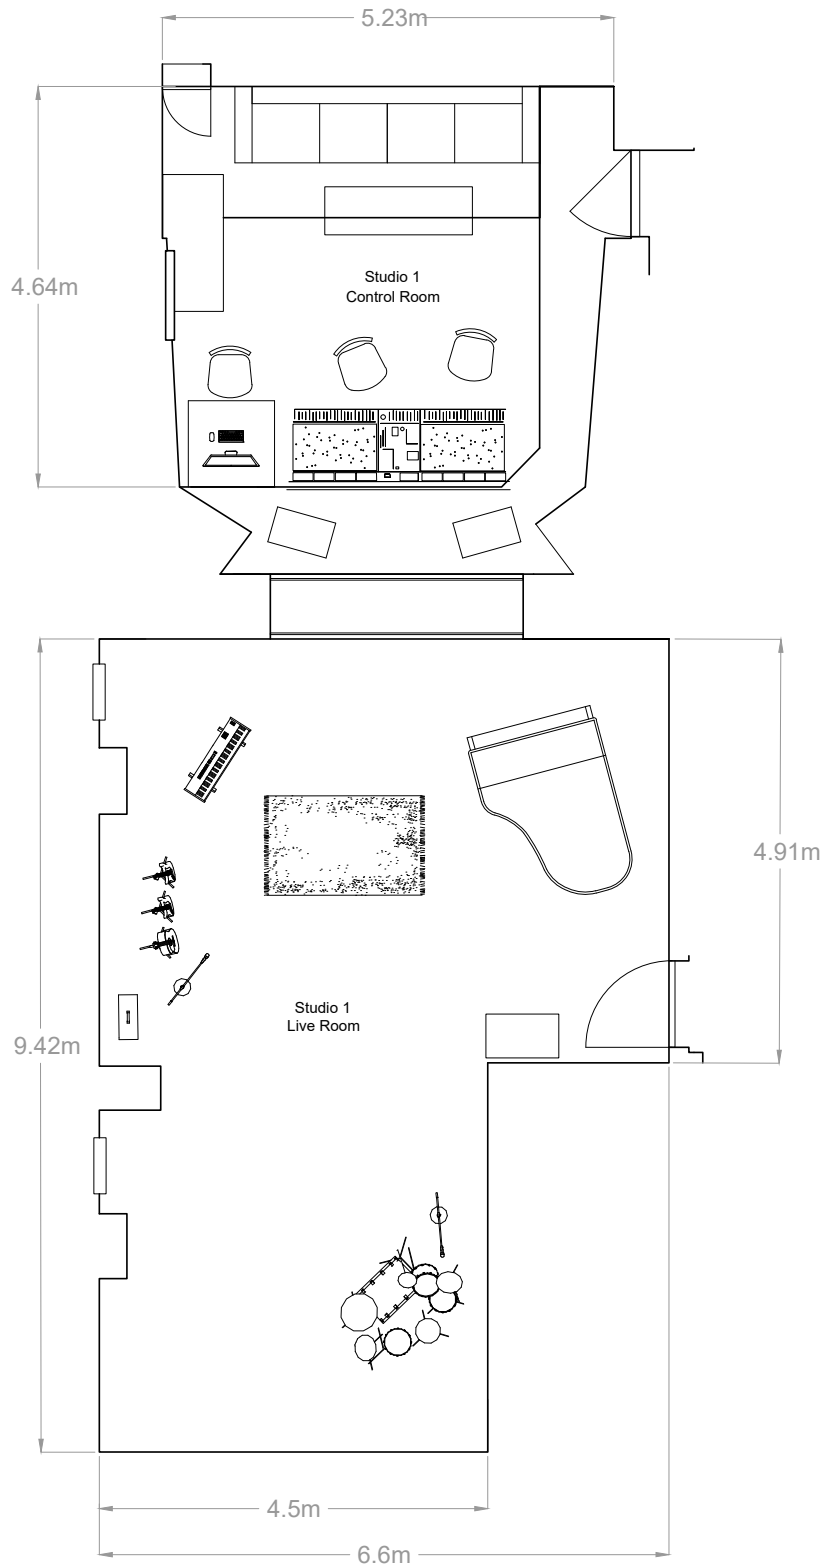 5.23m
4.64m
Studio 1
Control Room
4.91m
Studio 1
Live Room
9.42m
4.5m
6.6m